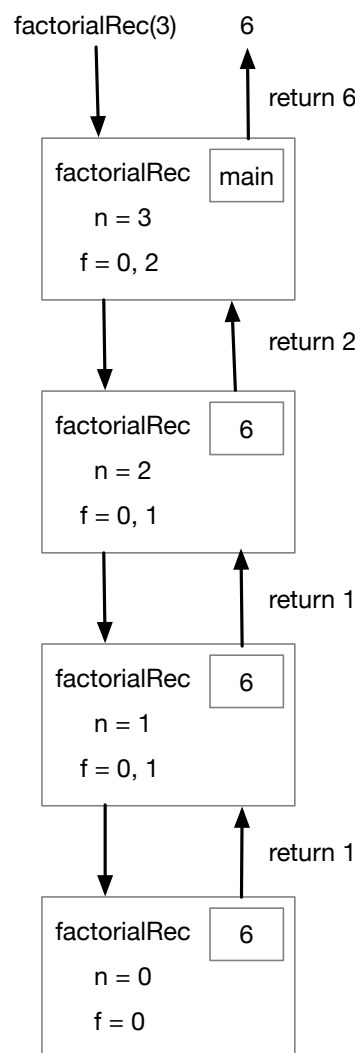 factorialRec(3) 6
return 6
factorialRec main
n = 3
f = 0, 2
return 2
factorialRec 6
n = 2
f = 0, 1
return 1
factorialRec 6
n = 1
f = 0, 1
return 1
factorialRec 6
n = 0
f = 0